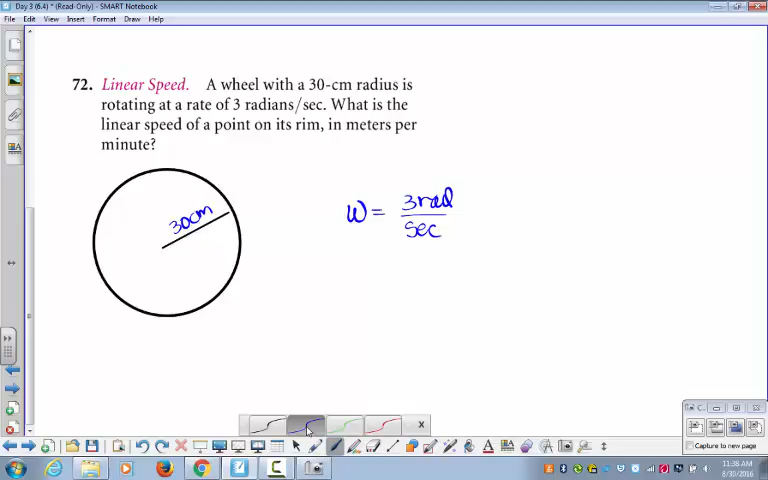 Day 3 (6.4) * (Read-Only) - SMART Notebook
File Edit View Insert Format Draw Help
72. Linear Speed. A wheel with a 30-cm radius is
rotating at a rate of 3 radians/sec. What is the
linear speed of a point on its rim, in meters per
minute?
30cm
ω = 3rad
sec
Capture to new page
11:38 AM
8/30/2016